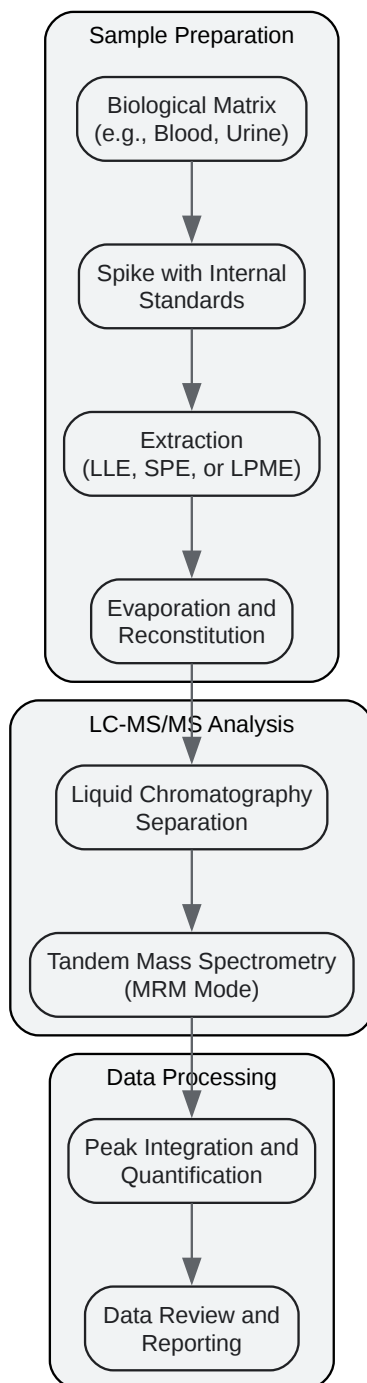 Sample Preparation
Biological Matrix
(e.g., Blood, Urine)
Spike with Internal
Standards
Extraction
(LLE, SPE, or LPME)
Evaporation and
Reconstitution
LC-MS/MS Analysis
Liquid Chromatography
Separation
Tandem Mass Spectrometry
(MRM Mode)
Data Processing
Peak Integration and
Quantification
Data Review and
Reporting